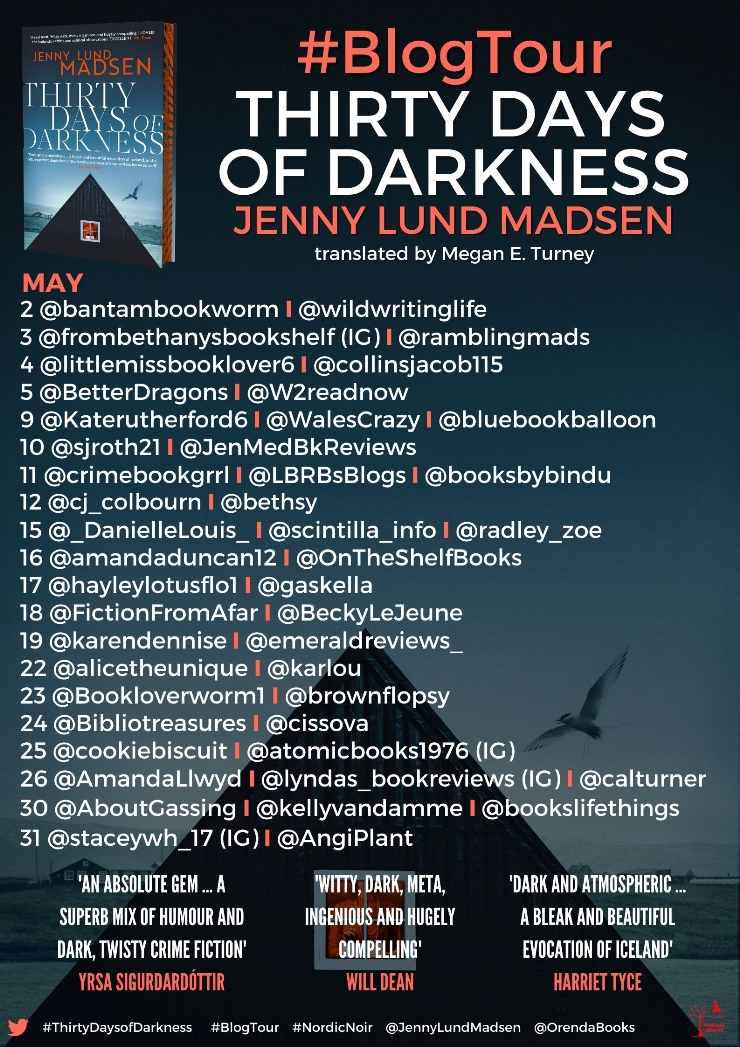 JENNY LUND
MADSEN
THIRTY
DAYS OF
DARKNESS
#BlogTour
THIRTY DAYS
OF DARKNESS
JENNY LUND MADSEN
translated by Megan E. Turney
MAY
2 @bantambookworm I @wildwritinglife
3 @frombethanysbookshelf (IG) I @ramblingmads
4 @littlemissbooklover6 I @collinsjacob115
5 @BetterDragons I @W2readnow
9 @Katerutherford6 I @WalesCrazy I @bluebookballoon
10 @sjroth21 I @JenMedBkReviews
11 @crimebookgrrl I @LBRBsBlogs I @booksbybindu
12 @cj_colbourn I @bethsy
15 @_DanielleLouis_ I @scintilla_info I @radley_zoe
16 @amandaduncan12 I @OnTheShelfBooks
17 @hayleylotusflo1 I @gaskella
18 @FictionFromAfar I @BeckyLeJeune
19 @karendennise I @emeraldreviews_
22 @alicetheunique I @karlou
23 @Bookloverworm1 I @brownflopsy
24 @Bibliotreasures I @cissova
25 @cookiebiscuit I @atomicbooks1976 (IG)
26 @AmandaLlwyd I @lyndas_bookreviews (IG) I @calturner
30 @AboutGassing I @kellyvandamme I @bookslifethings
31 @staceywh_17 (IG) I @AngiPlant
'AN ABSOLUTE GEM ... A
SUPERB MIX OF HUMOUR AND
DARK, TWISTY CRIME FICTION'
YRSA SIGURDARDÓTTIR
'WITTY, DARK, META,
INGENIOUS AND HUGELY
COMPELLING'
WILL DEAN
'DARK AND ATMOSPHERIC ...
A BLEAK AND BEAUTIFUL
EVOCATION OF ICELAND'
HARRIET TYCE
#ThirtyDaysofDarkness #BlogTour #NordicNoir @JennyLundMadsen @OrendaBooks